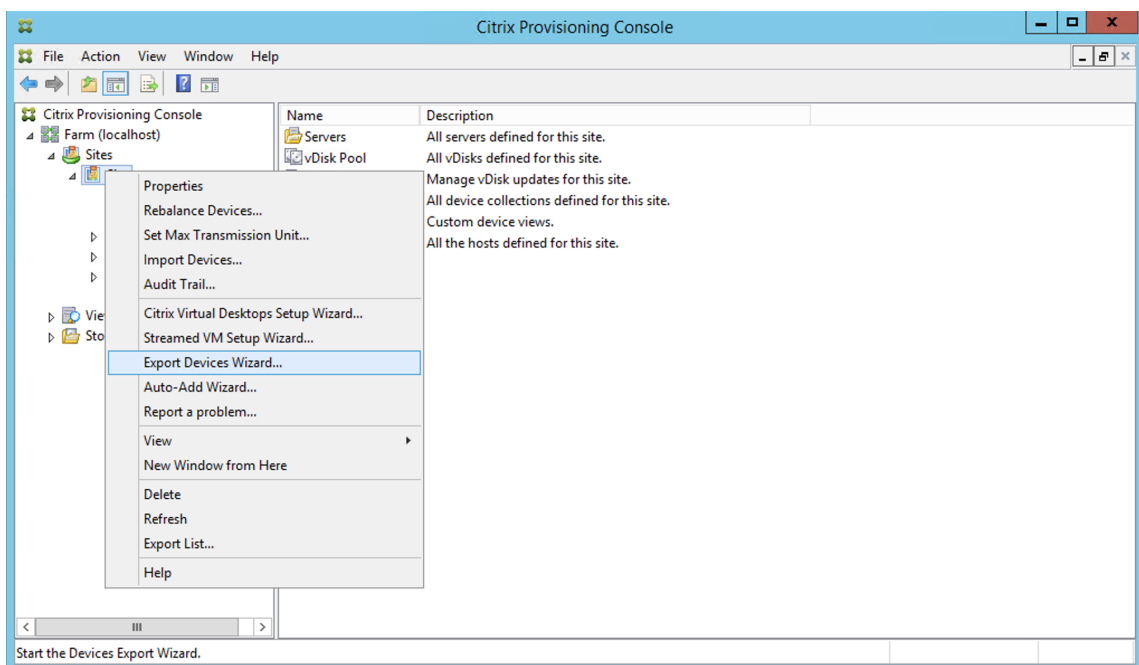 Citrix Provisioning Console
File Action View Window Help
Citrix Provisioning Console
Farm (localhost)
Sites
Name Description
Servers All servers defined for this site.
vDisk Pool All vDisks defined for this site.
Manage vDisk updates for this site.
All device collections defined for this site.
Custom device views.
All the hosts defined for this site.
Properties
Rebalance Devices...
Set Max Transmission Unit...
Import Devices...
Audit Trail...
Citrix Virtual Desktops Setup Wizard...
Streamed VM Setup Wizard...
Export Devices Wizard...
Auto-Add Wizard...
Report a problem...
View
New Window from Here
Delete
Refresh
Export List...
Help
Vie
Sto
Start the Devices Export Wizard.